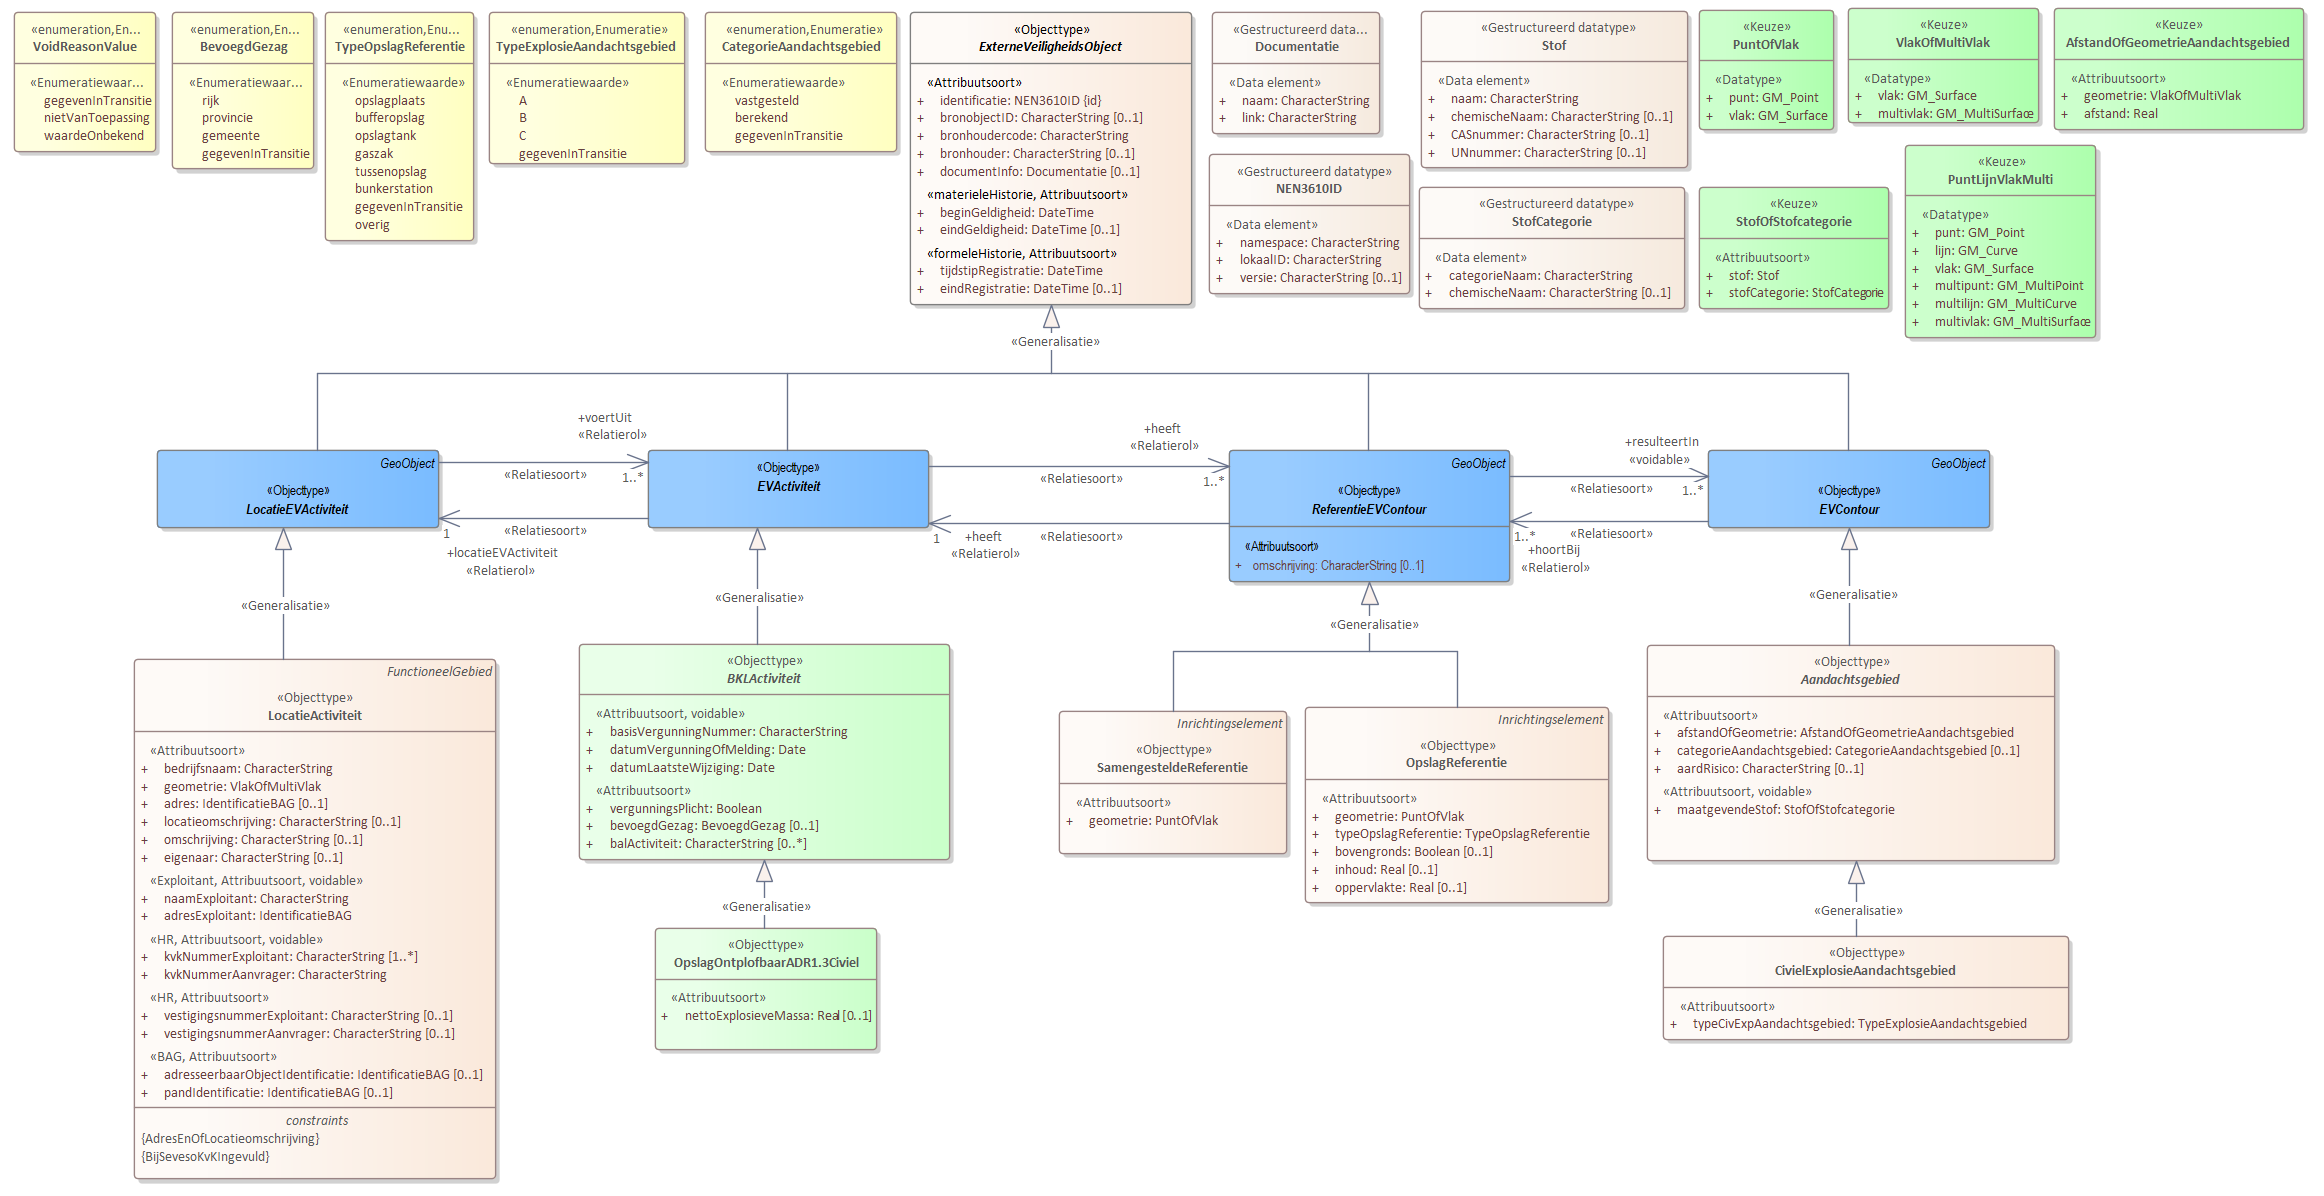 «enumeration,En...
VoidReasonValue
«Enumeratiewaar...
gegevenInTransitie
nietVanToepassing
waardeOnbekend
«enumeration,En...
BevoegdGezag
«Enumeratiewaar...
rijk
provincie
gemeente
gegevenInTransitie
«enumeration,Enu...
TypeOpslagReferentie
«Enumeratiewaarde»
opslagplaats
bufferopslag
opslagtank
gaszak
tussenopslag
bunkerstation
gegevenInTransitie
overig
«enumeration,Enumeratie»
TypeExplosieAandachtsgebied
«Enumeratiewaarde»
A
B
C
gegevenInTransitie
«enumeration,Enumeratie»
CategorieAandachtsgebied
«Enumeratiewaarde»
vastgesteld
berekend
gegevenInTransitie
«Objecttype»
ExterneVeiligheidsObject
«Attribuutsoort»
+ identificatie: NEN3610ID {id}
+ bronobjectID: CharacterString [0..1]
+ bronhoudercode: CharacterString
+ bronhouder: CharacterString [0..1]
+ documentInfo: Documentatie [0..1]
«materieleHistorie, Attribuutsoort»
+ beginGeldigheid: DateTime
+ eindGeldigheid: DateTime [0..1]
«formeleHistorie, Attribuutsoort»
+ tijdstipRegistratie: DateTime
+ eindRegistratie: DateTime [0..1]
«Gestructureerd data...
Documentatie
«Data element»
+ naam: CharacterString
+ link: CharacterString
«Gestructureerd datatype»
NEN3610ID
«Data element»
+ namespace: CharacterString
+ lokaalID: CharacterString
+ versie: CharacterString [0..1]
«Gestructureerd datatype»
Stof
«Data element»
+ naam: CharacterString
+ chemischeNaam: CharacterString [0..1]
+ CASnummer: CharacterString [0..1]
+ UNnummer: CharacterString [0..1]
«Gestructureerd datatype»
StofCategorie
«Data element»
+ categorieNaam: CharacterString
+ chemischeNaam: CharacterString [0..1]
«Keuze»
PuntOfVlak
«Datatype»
+ punt: GM_Point
+ vlak: GM_Surface
«Keuze»
VlakOfMultiVlak
«Datatype»
+ vlak: GM_Surface
+ multivlak: GM_MultiSurface
«Keuze»
AfstandOfGeometrieAandachtsgebied
«Attribuutsoort»
+ geometrie: VlakOfMultiVlak
+ afstand: Real
«Keuze»
StofOfStofcategorie
«Attribuutsoort»
+ stof: Stof
+ stofCategorie: StofCategorie
«Keuze»
PuntLijnVlakMulti
«Datatype»
+ punt: GM_Point
+ lijn: GM_Curve
+ vlak: GM_Surface
+ multipunt: GM_MultiPoint
+ multilijn: GM_MultiCurve
+ multivlak: GM_MultiSurface
«Generalisatie»
GeoObject
«Objecttype»
LocatieEVActiviteit
+voertUit
«Relatierol»
«Relatiesoort»
1..*
«Relatiesoort»
1
+locatieEVActiviteit
«Relatierol»
«Objecttype»
EVActiviteit
+heeft
«Relatierol»
«Relatiesoort»
1..*
1
+heeft
«Relatierol»
«Relatiesoort»
GeoObject
«Objecttype»
ReferentieEVContour
«Attribuutsoort»
+ omschrijving: CharacterString [0..1]
+resulteertIn
«voidable»
«Relatiesoort»
1..*
«Relatiesoort»
1..*
+hoortBij
«Relatierol»
GeoObject
«Objecttype»
EVContour
«Generalisatie»
«Generalisatie»
«Generalisatie»
«Generalisatie»
FunctioneelGebied
«Objecttype»
LocatieActiviteit
«Attribuutsoort»
+ bedrijfsnaam: CharacterString
+ geometrie: VlakOfMultiVlak
+ adres: IdentificatieBAG [0..1]
+ locatieomschrijving: CharacterString [0..1]
+ omschrijving: CharacterString [0..1]
+ eigenaar: CharacterString [0..1]
«Exploitant, Attribuutsoort, voidable»
+ naamExploitant: CharacterString
+ adresExploitant: IdentificatieBAG
«HR, Attribuutsoort, voidable»
+ kvkNummerExploitant: CharacterString [1..*]
+ kvkNummerAanvrager: CharacterString
«HR, Attribuutsoort»
+ vestigingsnummerExploitant: CharacterString [0..1]
+ vestigingsnummerAanvrager: CharacterString [0..1]
«BAG, Attribuutsoort»
+ adresseerbaarObjectIdentificatie: IdentificatieBAG [0..1]
+ pandIdentificatie: IdentificatieBAG [0..1]
constraints
{AdresEnOfLocatieomschrijving}
{BijSevesoKvKIngevuld}
«Objecttype»
BKLActiviteit
«Attribuutsoort, voidable»
+ basisVergunningNummer: CharacterString
+ datumVergunningOfMelding: Date
+ datumLaatsteWijziging: Date
«Attribuutsoort»
+ vergunningsPlicht: Boolean
+ bevoegdGezag: BevoegdGezag [0..1]
+ balActiviteit: CharacterString [0..*]
«Generalisatie»
«Objecttype»
OpslagOntplofbaarADR1.3Civiel
«Attribuutsoort»
+ nettoExplosieveMassa: Real [0..1]
Inrichtingselement
«Objecttype»
SamengesteldeReferentie
«Attribuutsoort»
+ geometrie: PuntOfVlak
Inrichtingselement
«Objecttype»
OpslagReferentie
«Attribuutsoort»
+ geometrie: PuntOfVlak
+ typeOpslagReferentie: TypeOpslagReferentie
+ bovengronds: Boolean [0..1]
+ inhoud: Real [0..1]
+ oppervlakte: Real [0..1]
«Objecttype»
Aandachtsgebied
«Attribuutsoort»
+ afstandOfGeometrie: AfstandOfGeometrieAandachtsgebied
+ categorieAandachtsgebied: CategorieAandachtsgebied [0..1]
+ aardRisico: CharacterString [0..1]
«Attribuutsoort, voidable»
+ maatgevendeStof: StofOfStofcategorie
«Generalisatie»
«Objecttype»
CivielExplosieAandachtsgebied
«Attribuutsoort»
+ typeCivExpAandachtsgebied: TypeExplosieAandachtsgebied